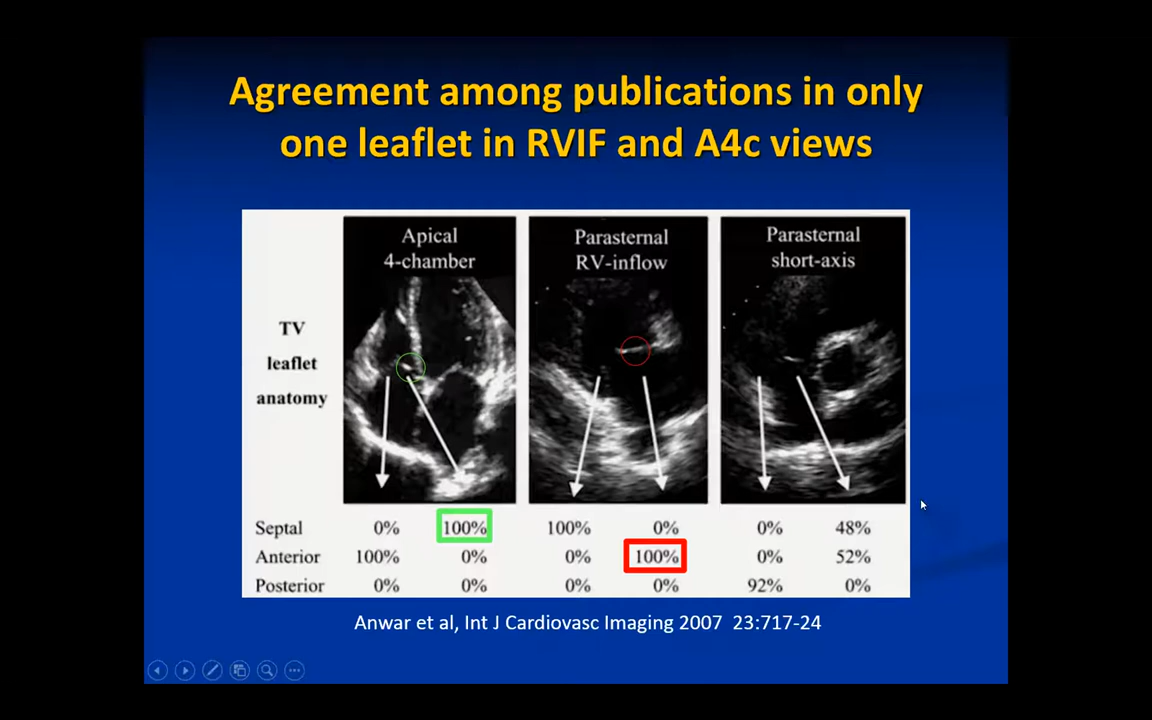 Agreement among publications in only
one leaflet in RVIF and A4c views
Apical
4-chamber
Parasternal
RV-inflow
Parasternal
short-axis
TV
leaflet
anatomy
Septal 0% 100% 100% 0% 0% 48%
Anterior 100% 0% 0% 100% 0% 52%
Posterior 0% 0% 0% 0% 92% 0%
Anwar et al, Int J Cardiovasc Imaging 2007 23:717-24